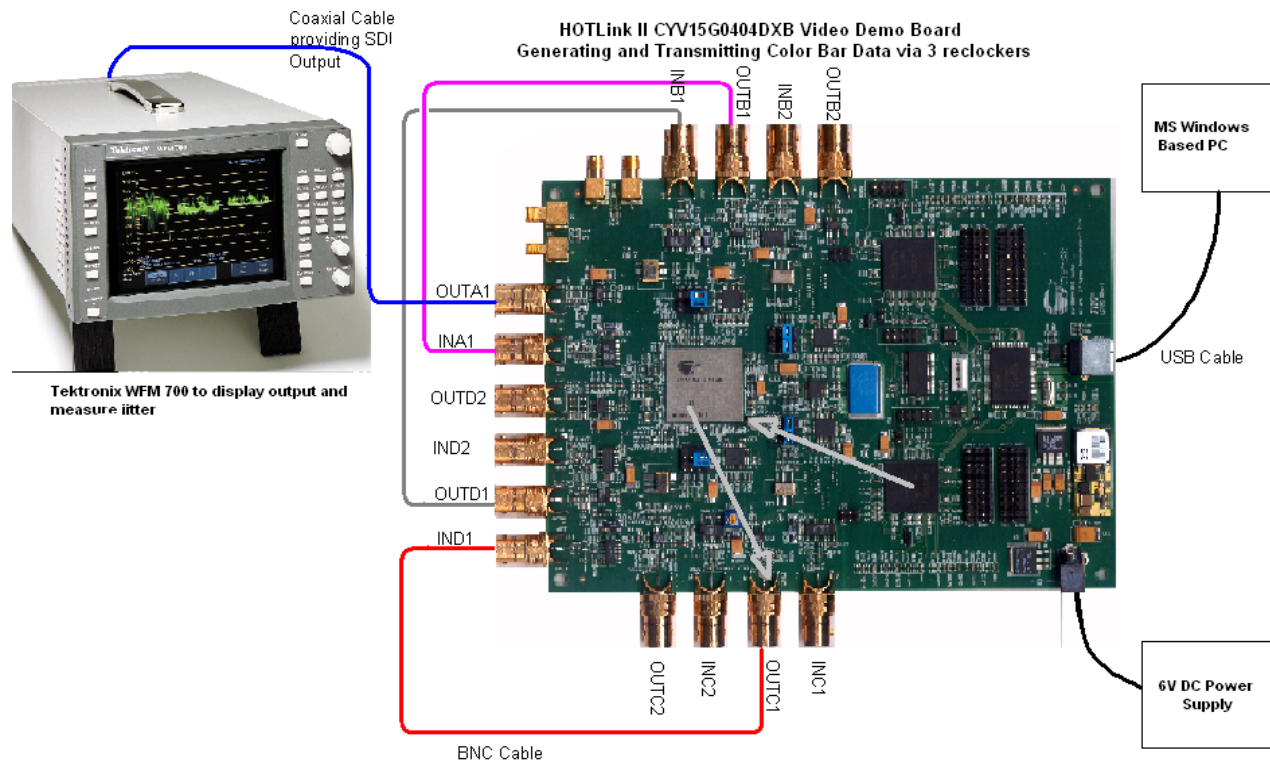 Coaxial Cable
providing SDI
Output
HOTLink II CYV15G0404DXB Video Demo Board
Generating and Transmitting Color Bar Data via 3 reclockers
Tektronix
INB1
OUTB1
INB2
OUTB2
MS Windows
Based PC
OUTA1
INA1
OUTD2
IND2
OUTD1
IND1
USB Cable
Tektronix WFM 700 to display output and
measure jitter
OUTC2
INC2
OUTC1
INC1
6V DC Power
Supply
BNC Cable